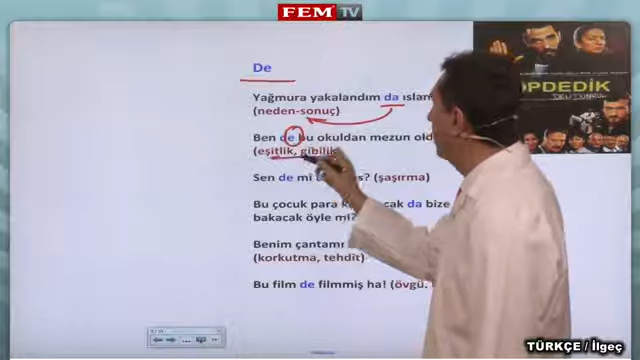 FEM TV
De
Yağmura yakalandım da ıslan
(neden-sonuç)
Ben de bu okuldan mezun old
(eşitlik, gibilik
Sen de mi
? (şaşırma)
Bu çocuk para
cak da bize
bakacak öyle mi?
Benim çantamı
(korkutma, tehdit)
Bu film de filmmiş ha! (övgü.
OPDEDİK
TÜRKÇE / İlgeç